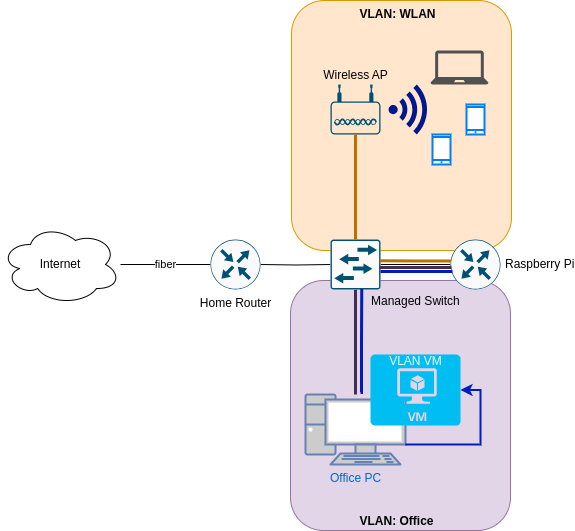 VLAN: WLAN
Wireless AP
Internet
fiber
Home Router
Managed Switch
Raspberry Pi
VLAN VM
VM
Office PC
VLAN: Office